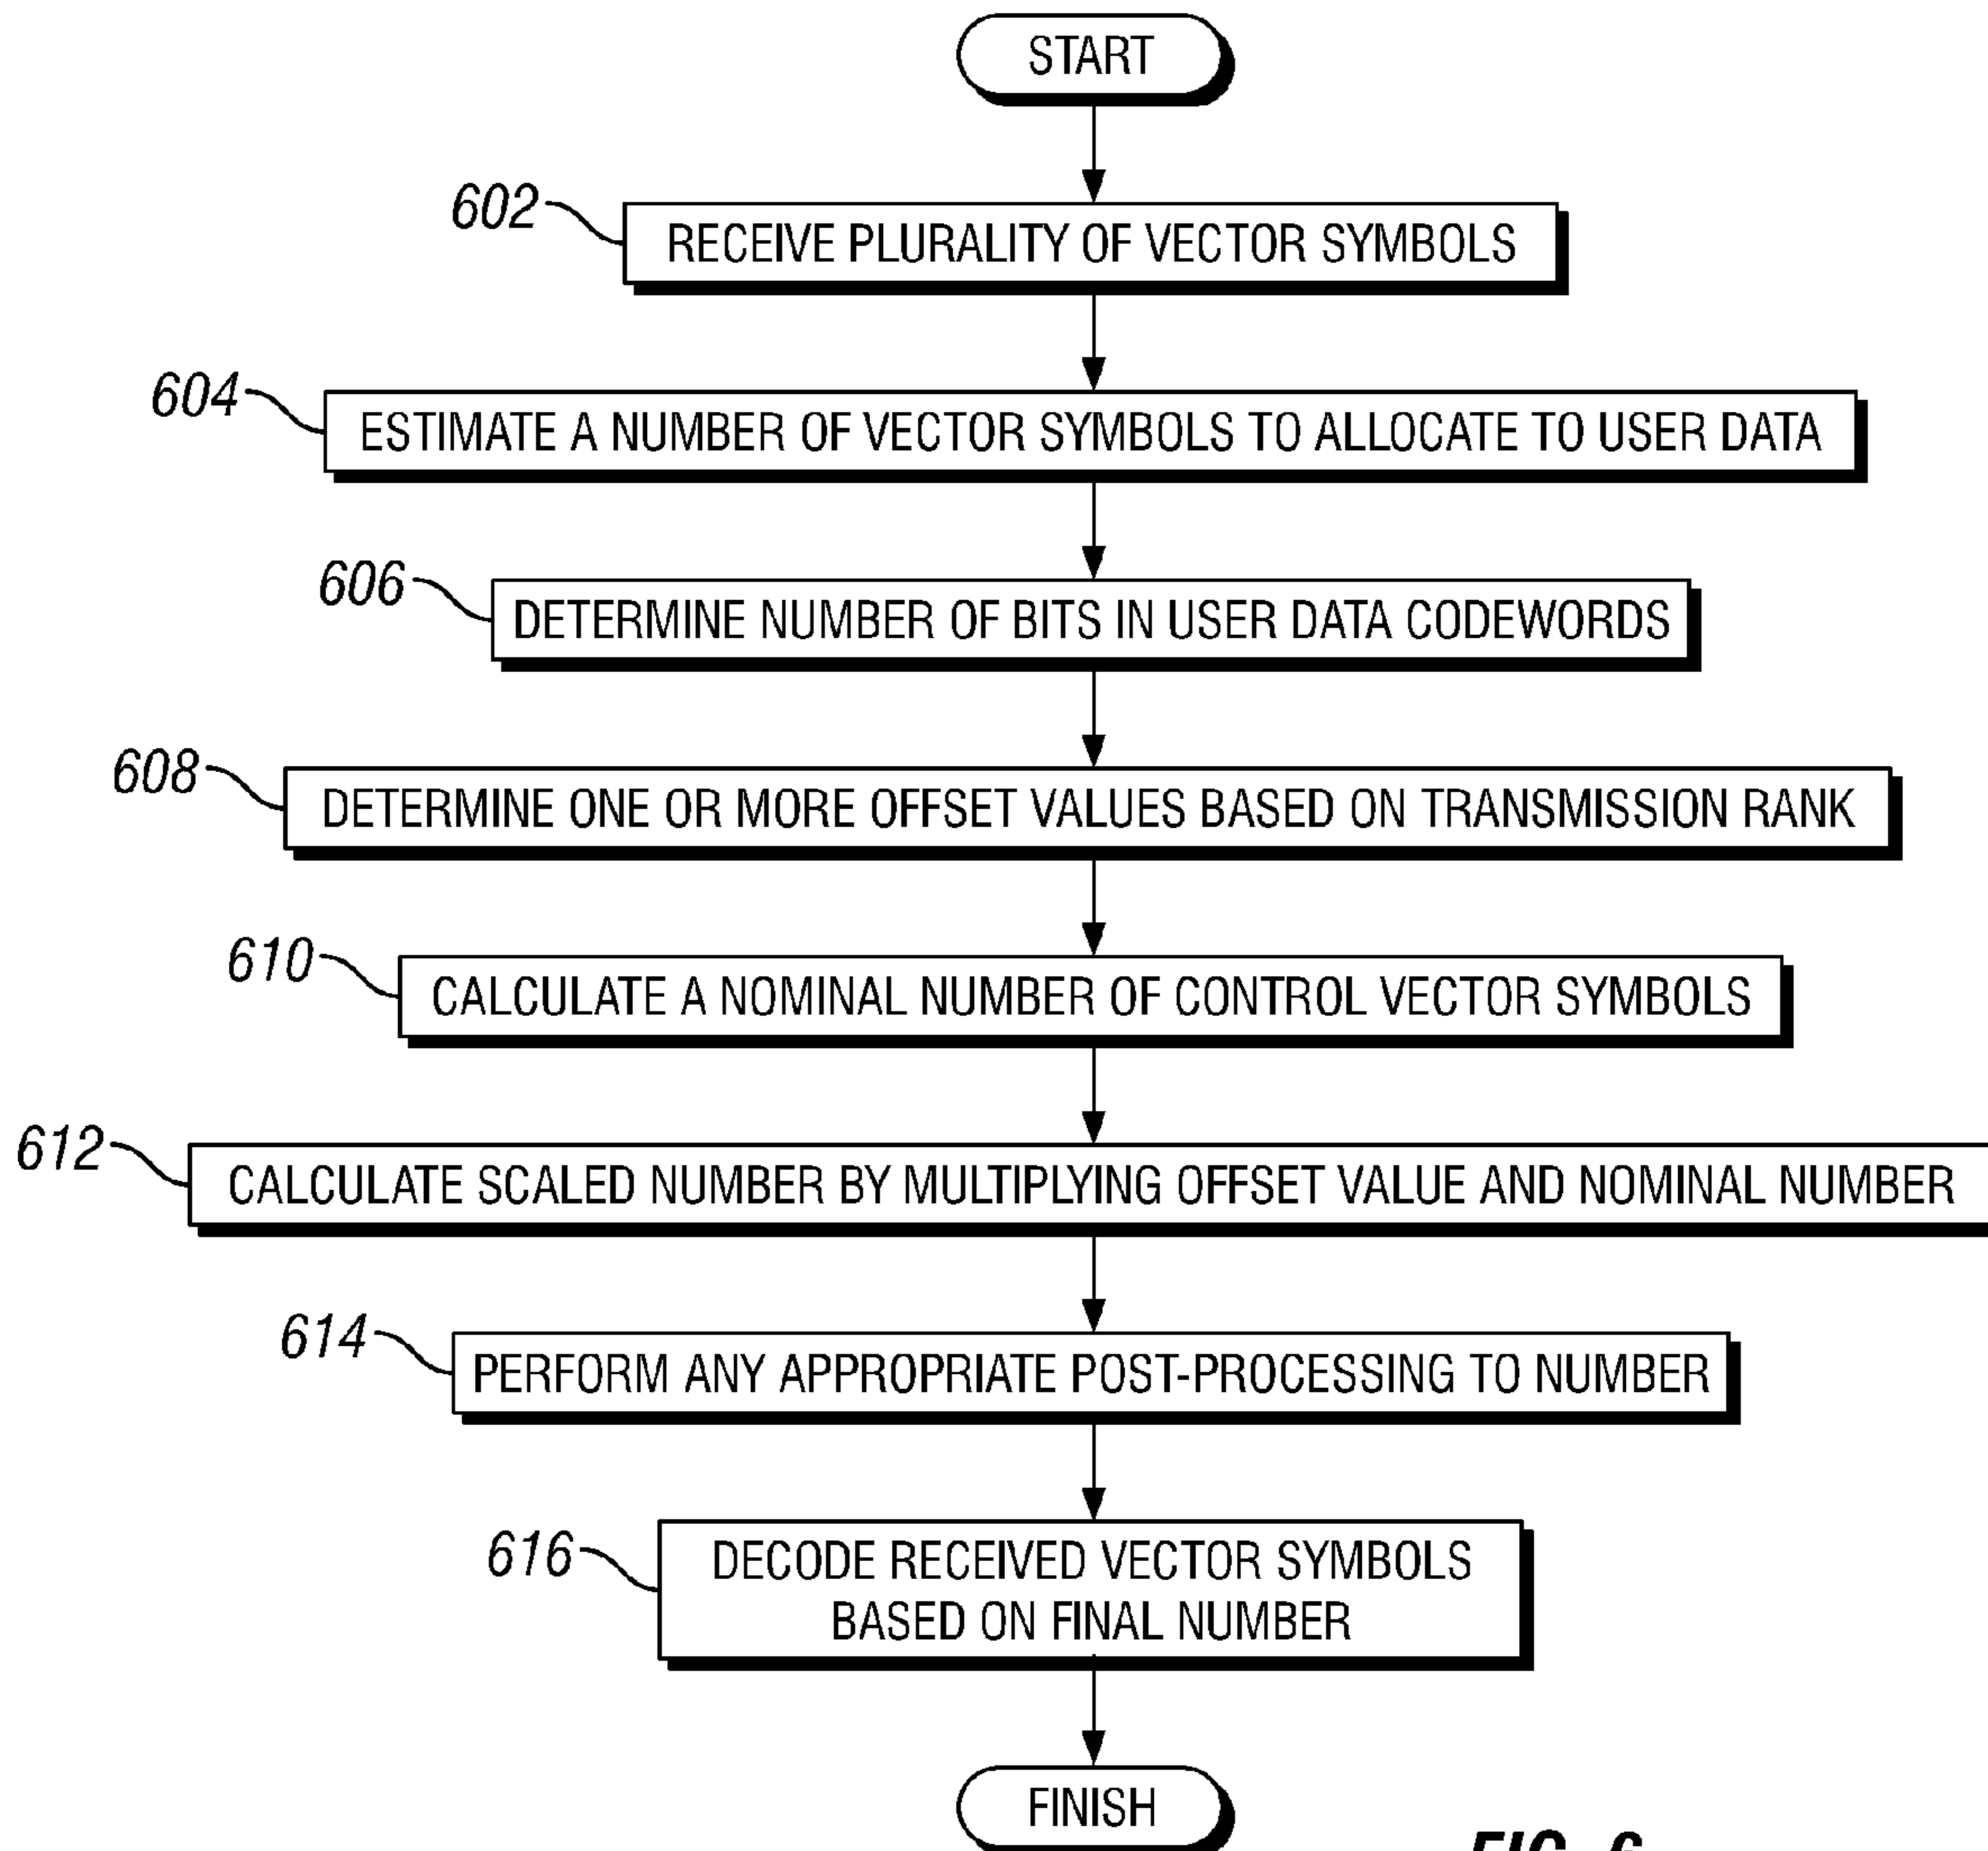 START
602
RECEIVE PLURALITY OF VECTOR SYMBOLS
604
ESTIMATE A NUMBER OF VECTOR SYMBOLS TO ALLOCATE TO USER DATA
606
DETERMINE NUMBER OF BITS IN USER DATA CODEWORDS
608
DETERMINE ONE OR MORE OFFSET VALUES BASED ON TRANSMISSION RANK
610
CALCULATE A NOMINAL NUMBER OF CONTROL VECTOR SYMBOLS
612
CALCULATE SCALED NUMBER BY MULTIPLYING OFFSET VALUE AND NOMINAL NUMBER
614
PERFORM ANY APPROPRIATE POST-PROCESSING TO NUMBER
616
DECODE RECEIVED VECTOR SYMBOLS
BASED ON FINAL NUMBER
FINISH
FIG. 6